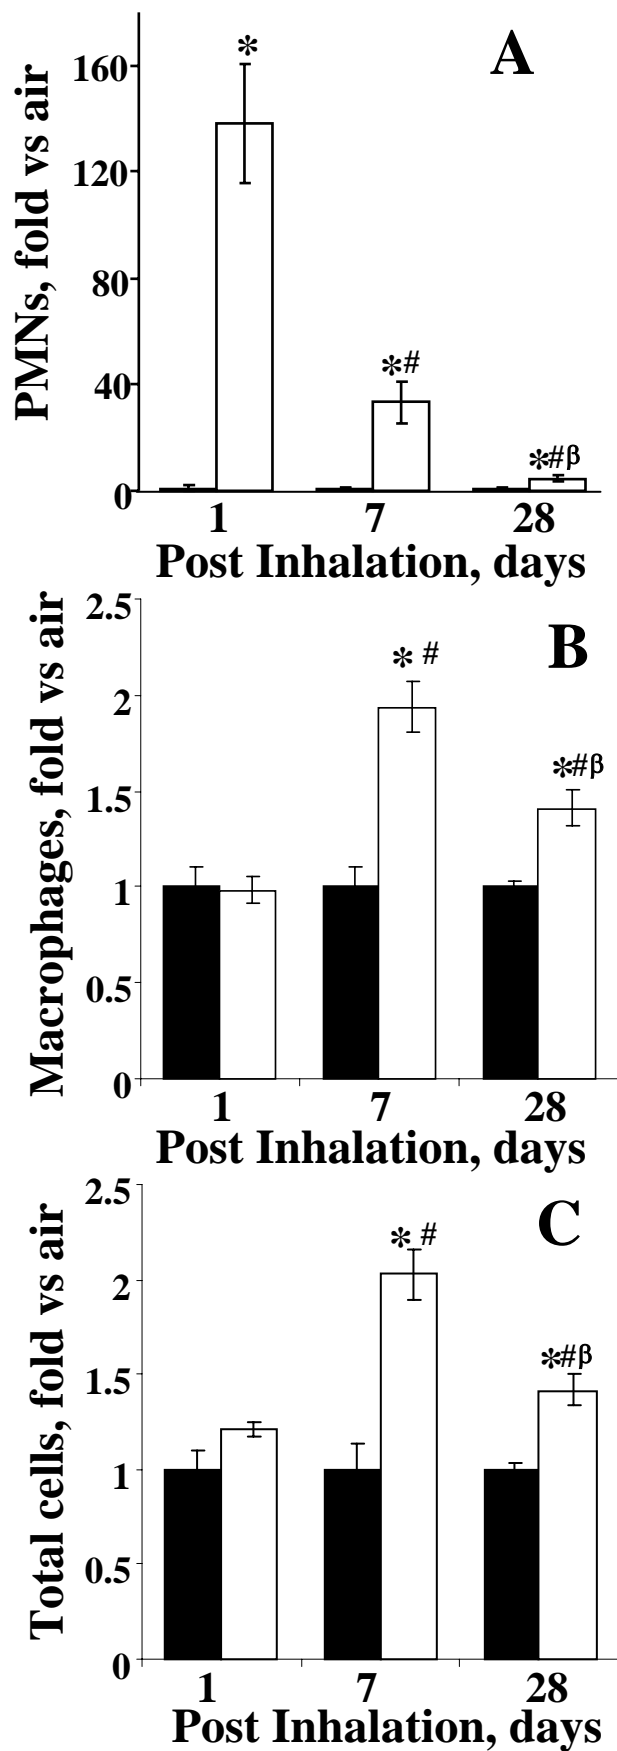 A
PMNs, fold vs air
160
120
80
40
0
*
*#
*#β
1 7 28
Post Inhalation, days
B
Macrophages, fold vs air
2.5
2
1.5
1
0.5
0
* #
*#β
1 7 28
Post Inhalation, days
C
Total cells, fold vs air
2.5
2
1.5
1
0.5
0
* #
*#β
1 7 28
Post Inhalation, days